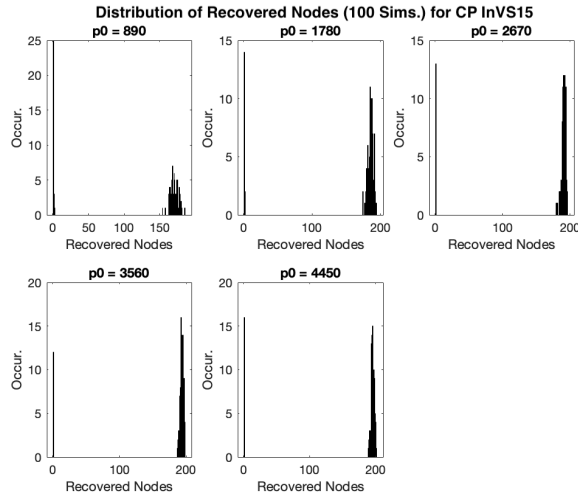 Distribution of Recovered Nodes (100 Sims.) for CP InVS15
p0 = 890
25
20
15
10
5
0
Occur.
0 50 100 150
Recovered Nodes
p0 = 1780
15
10
5
0
Occur.
0 100 200
Recovered Nodes
p0 = 2670
15
10
5
0
Occur.
0 100 200
Recovered Nodes
p0 = 3560
20
15
10
5
0
Occur.
0 100 200
Recovered Nodes
p0 = 4450
20
15
10
5
0
Occur.
0 100 200
Recovered Nodes